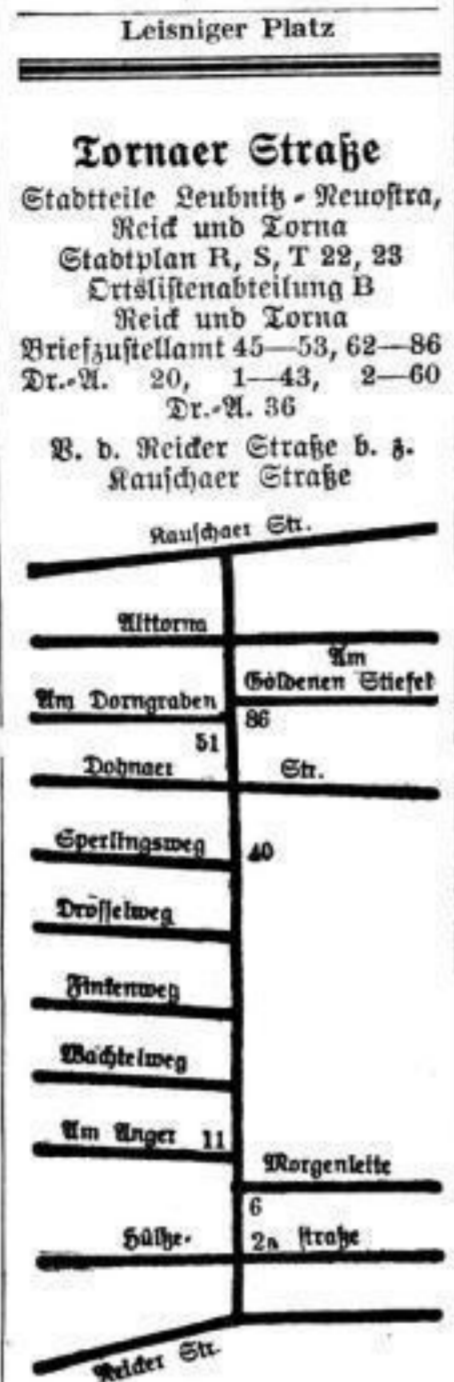 Leisniger Platz
Tornaer Straße
Stadtteile Leubnitz-Neuostra,
Reick und Torna
Stadtplan R, S, T 22, 23
Ortslistenabteilung B
Reick und Torna
Briefzustellamt 45—53, 62—86
Dr.-A. 20, 1—43, 2—60
Dr.-A. 36
V. d. Reicker Straße b. z.
Kauschaer Straße
Kauschaer Str.
Alttorna
Am
Goldenen Stiefel
Am Dorngraben
86
51
Dohnaer Str.
Sperlingsweg 40
Drosselweg
Finkenweg
Wachtelweg
Am Anger 11
Morgenleite
6
Hülße- 2a straße
Reicker Str.